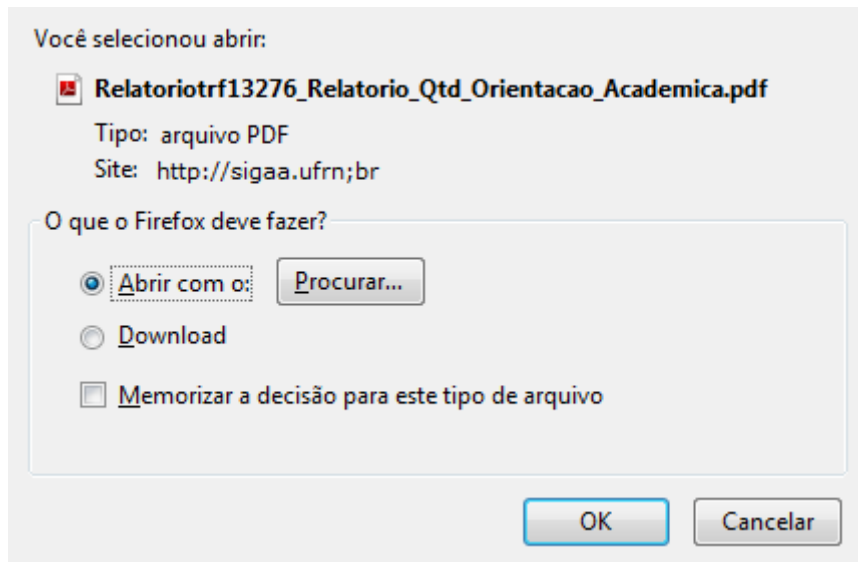 Você selecionou abrir:
Relatoriotrf13276_Relatorio_Qtd_Orientacao_Academica.pdf
Tipo: arquivo PDF
Site: http://sigaa.ufrn;br
O que o Firefox deve fazer?
Abrir com o: Procurar...
Download
Memorizar a decisão para este tipo de arquivo
OK Cancelar